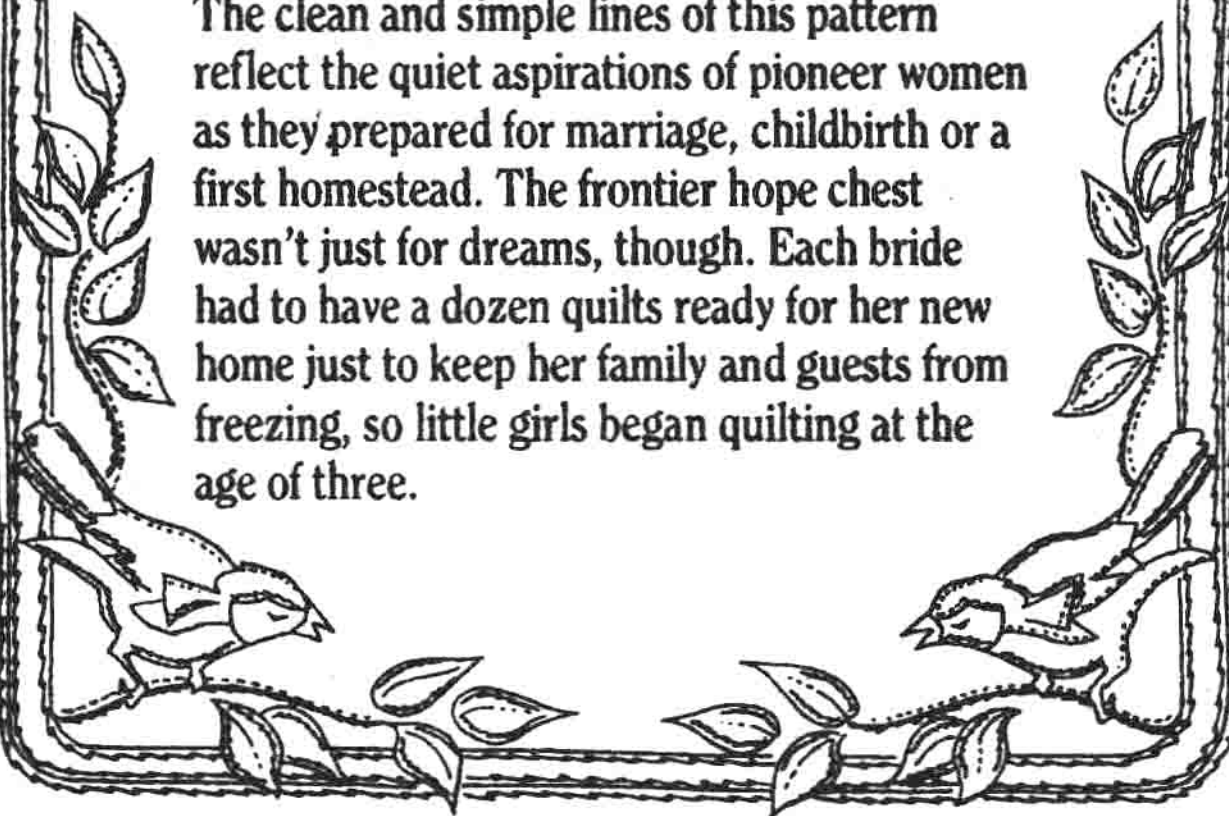 The clean and simple lines of this pattern
reflect the quiet aspirations of pioneer women
as they prepared for marriage, childbirth or a
first homestead. The frontier hope chest
wasn't just for dreams, though. Each bride
had to have a dozen quilts ready for her new
home just to keep her family and guests from
freezing, so little girls began quilting at the
age of three.